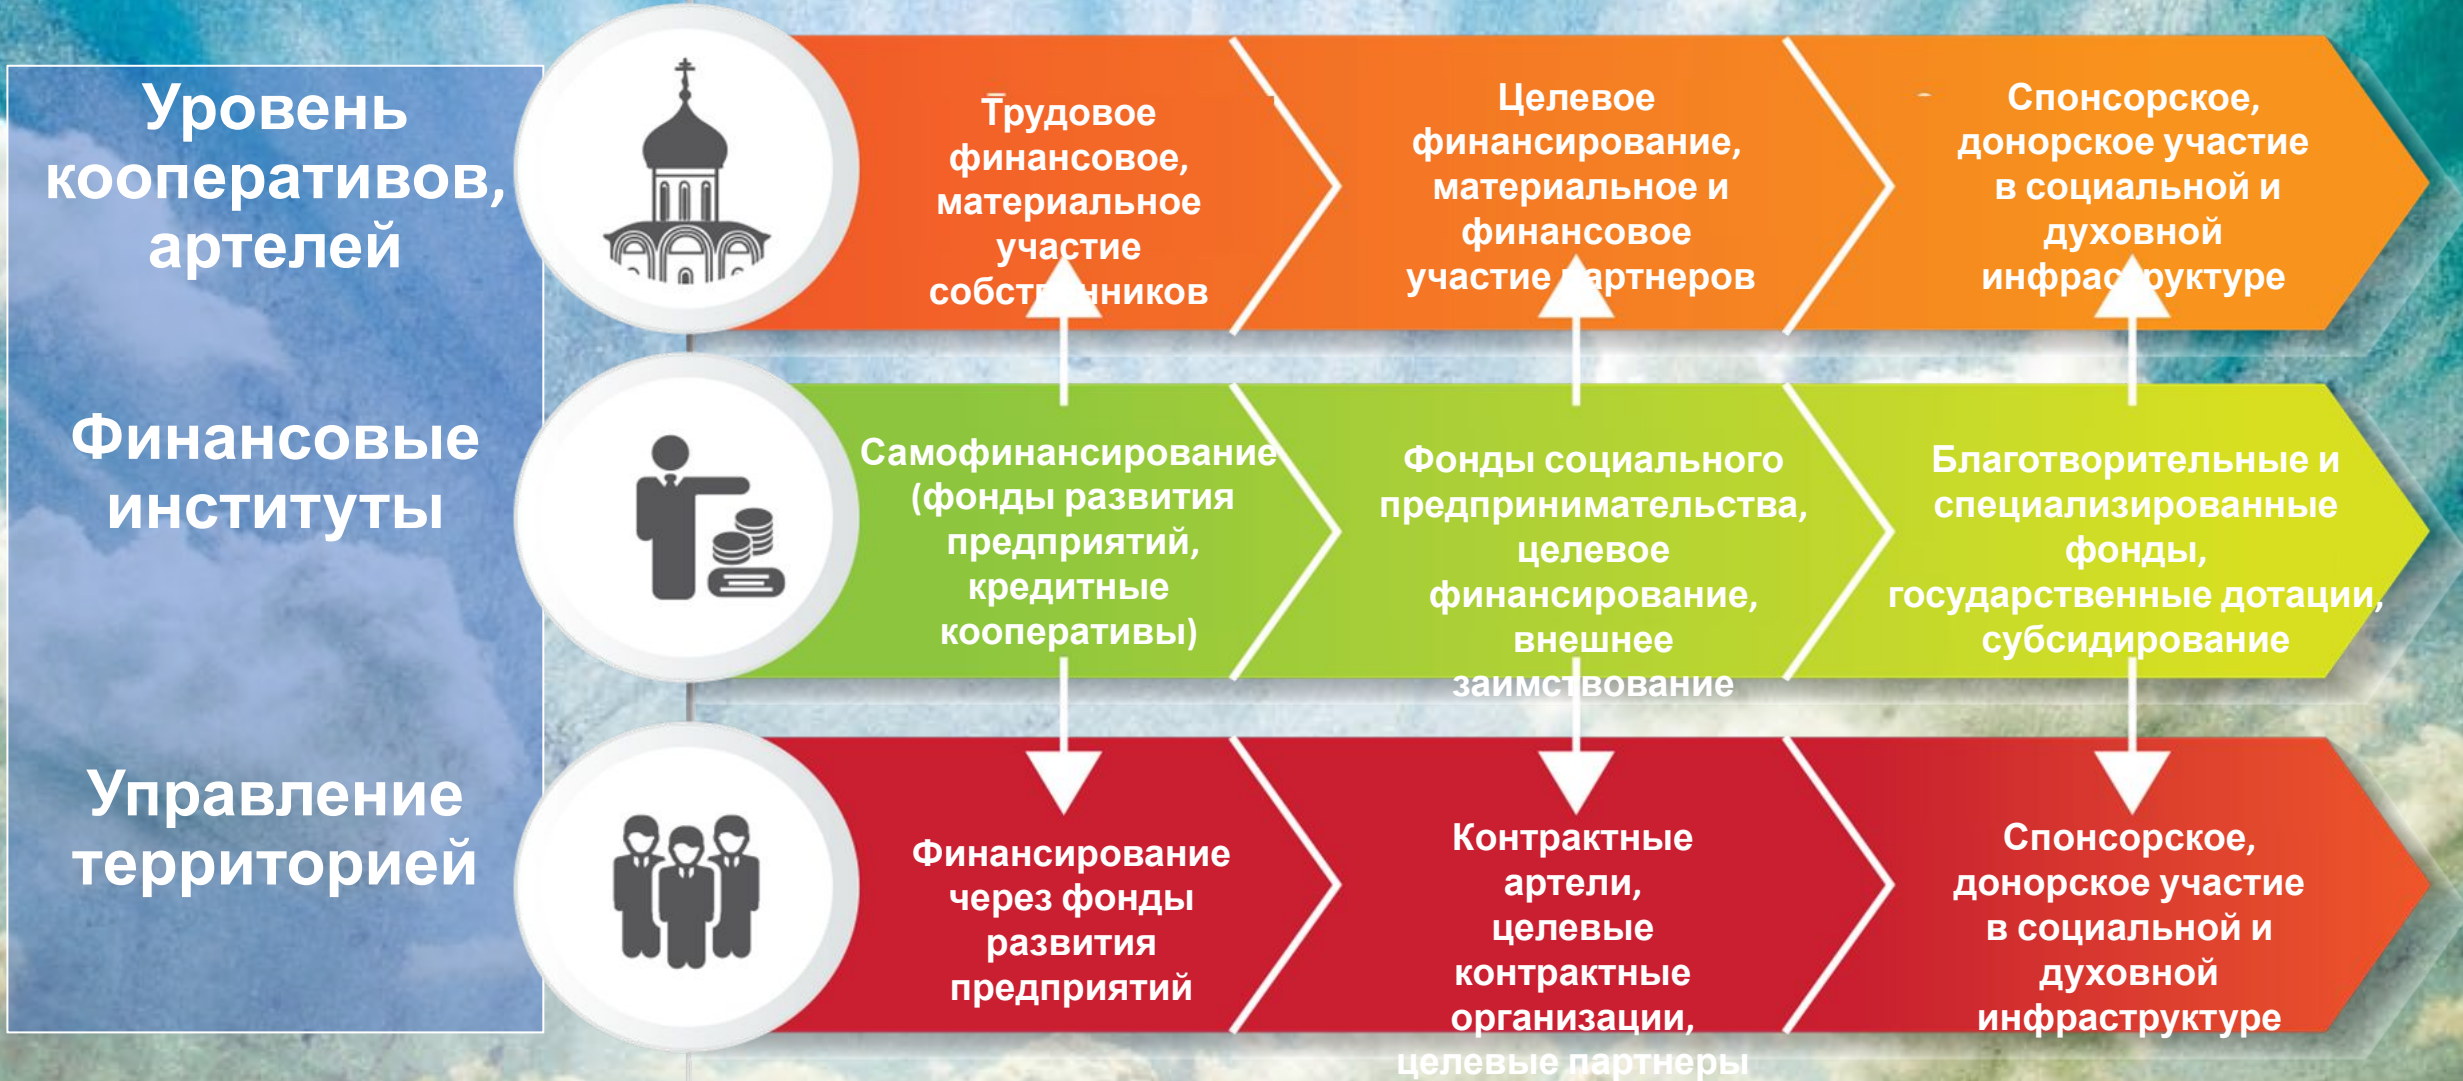 Уровень
кооперативов,
артелей
Трудовое
финансовое,
материальное
участие
собственников
Целевое
финансирование,
материальное и
финансовое
участие партнеров
Спонсорское,
донорское участие
в социальной и
духовной
инфраструктуре
Финансовые
институты
Самофинансирование
(фонды развития
предприятий,
кредитные
кооперативы)
Фонды социального
предпринимательства,
целевое
финансирование,
внешнее
заимствование
Благотворительные и
специализированные
фонды,
государственные дотации,
субсидирование
Управление
территорией
Финансирование
через фонды
развития
предприятий
Контрактные
артели,
целевые
контрактные
организации,
целевые партнеры
Спонсорское,
донорское участие
в социальной и
духовной
инфраструктуре